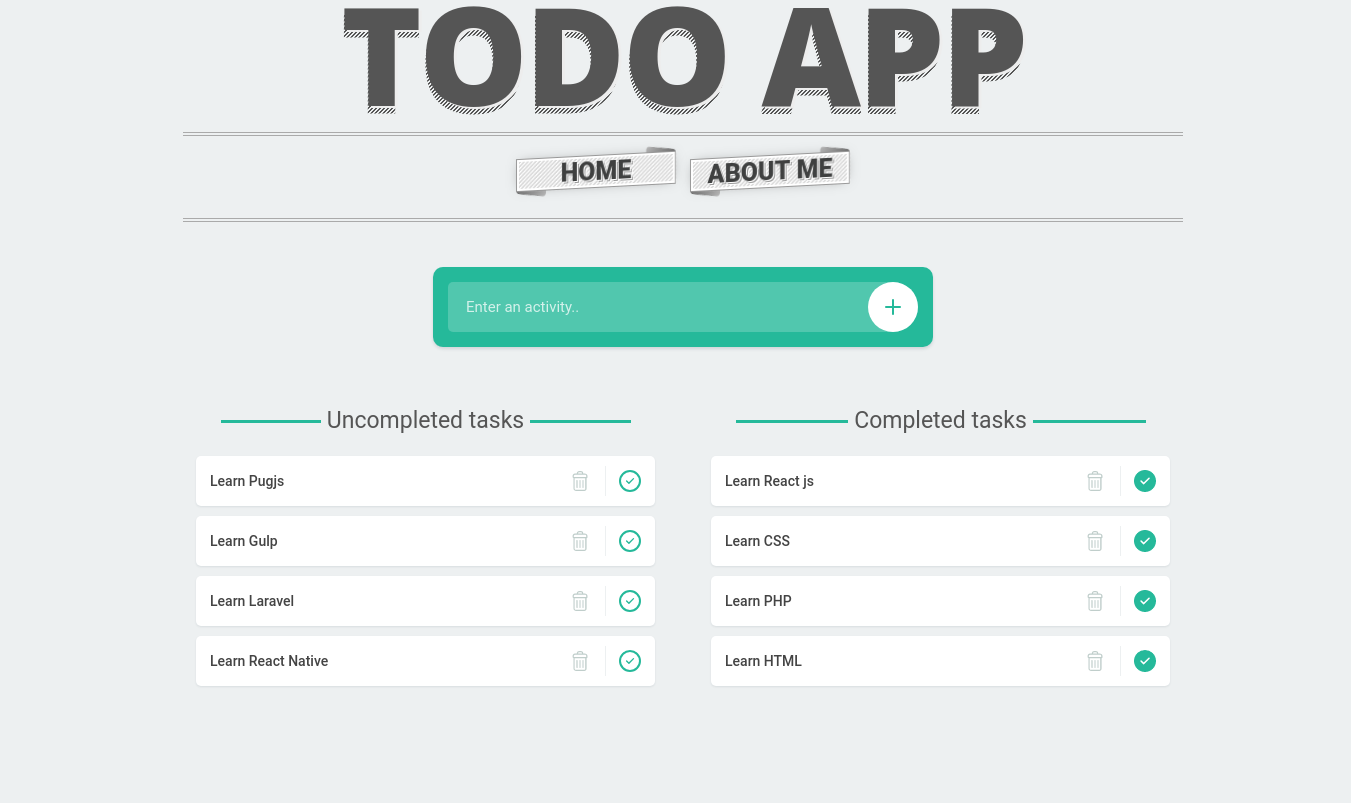 TODO APP
HOME
ABOUT ME
Enter an activity..
Uncompleted tasks
Learn Pugjs
Learn Gulp
Learn Laravel
Learn React Native
Completed tasks
Learn React js
Learn CSS
Learn PHP
Learn HTML